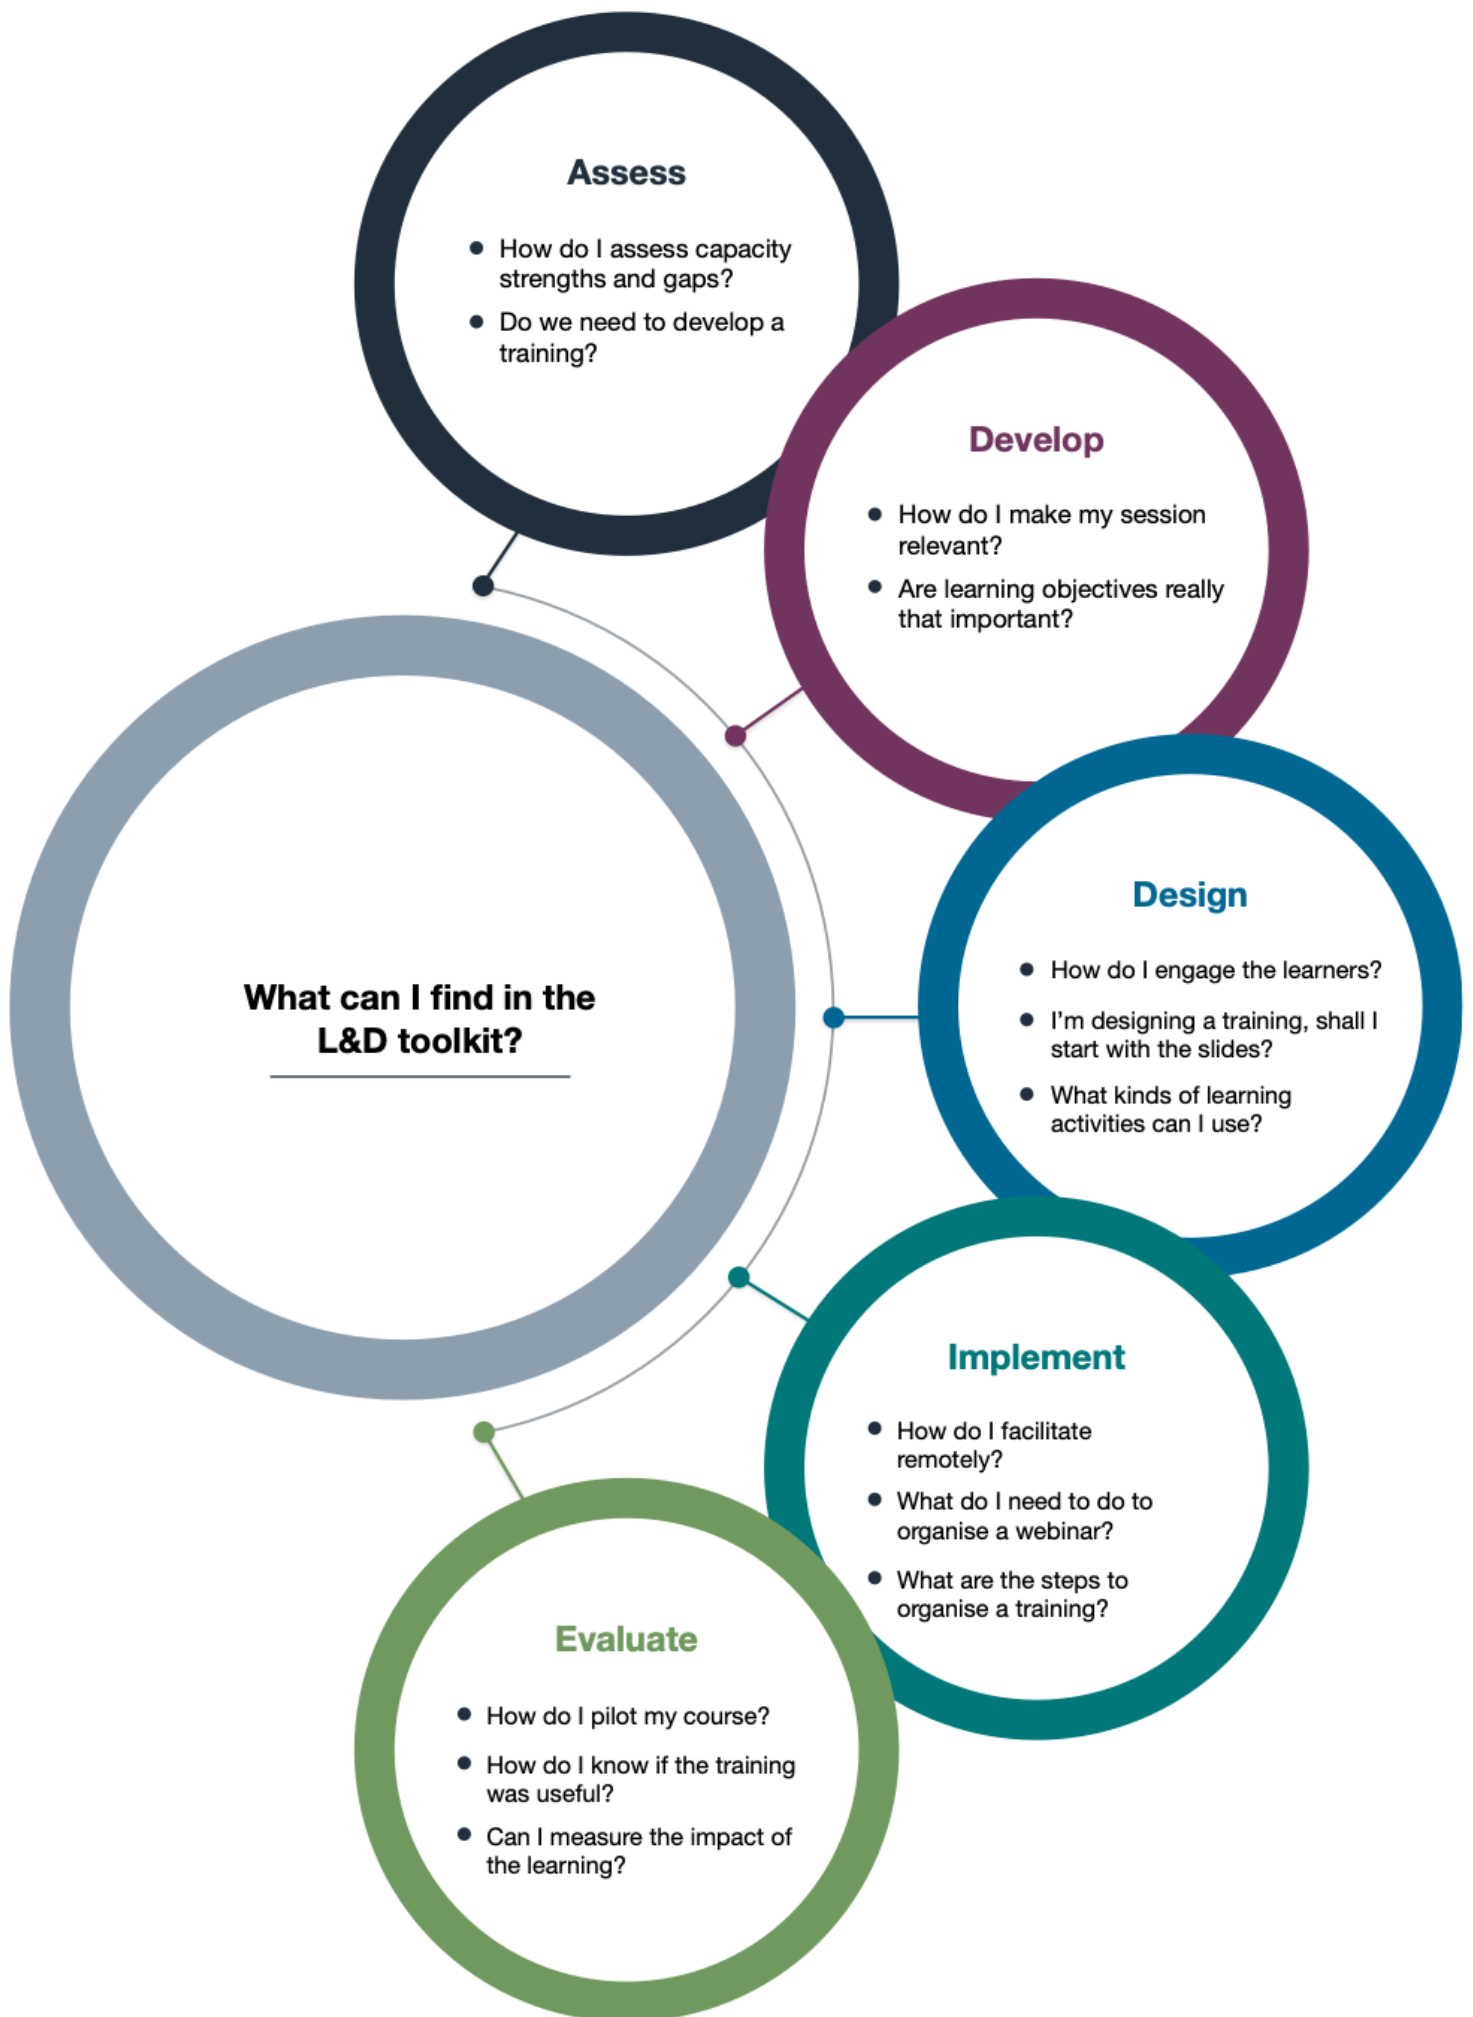 Assess
How do I assess capacity
strengths and gaps?
Do we need to develop a
training?
Develop
How do I make my session
relevant?
Are learning objectives really
that important?
Design
How do I engage the learners?
I'm designing a training, shall I
start with the slides?
What kinds of learning
activities can I use?
What can I find in the
L&D toolkit?
Implement
How do I facilitate
remotely?
What do I need to do to
organise a webinar?
What are the steps to
organise a training?
Evaluate
How do I pilot my course?
How do I know if the training
was useful?
Can I measure the impact of
the learning?